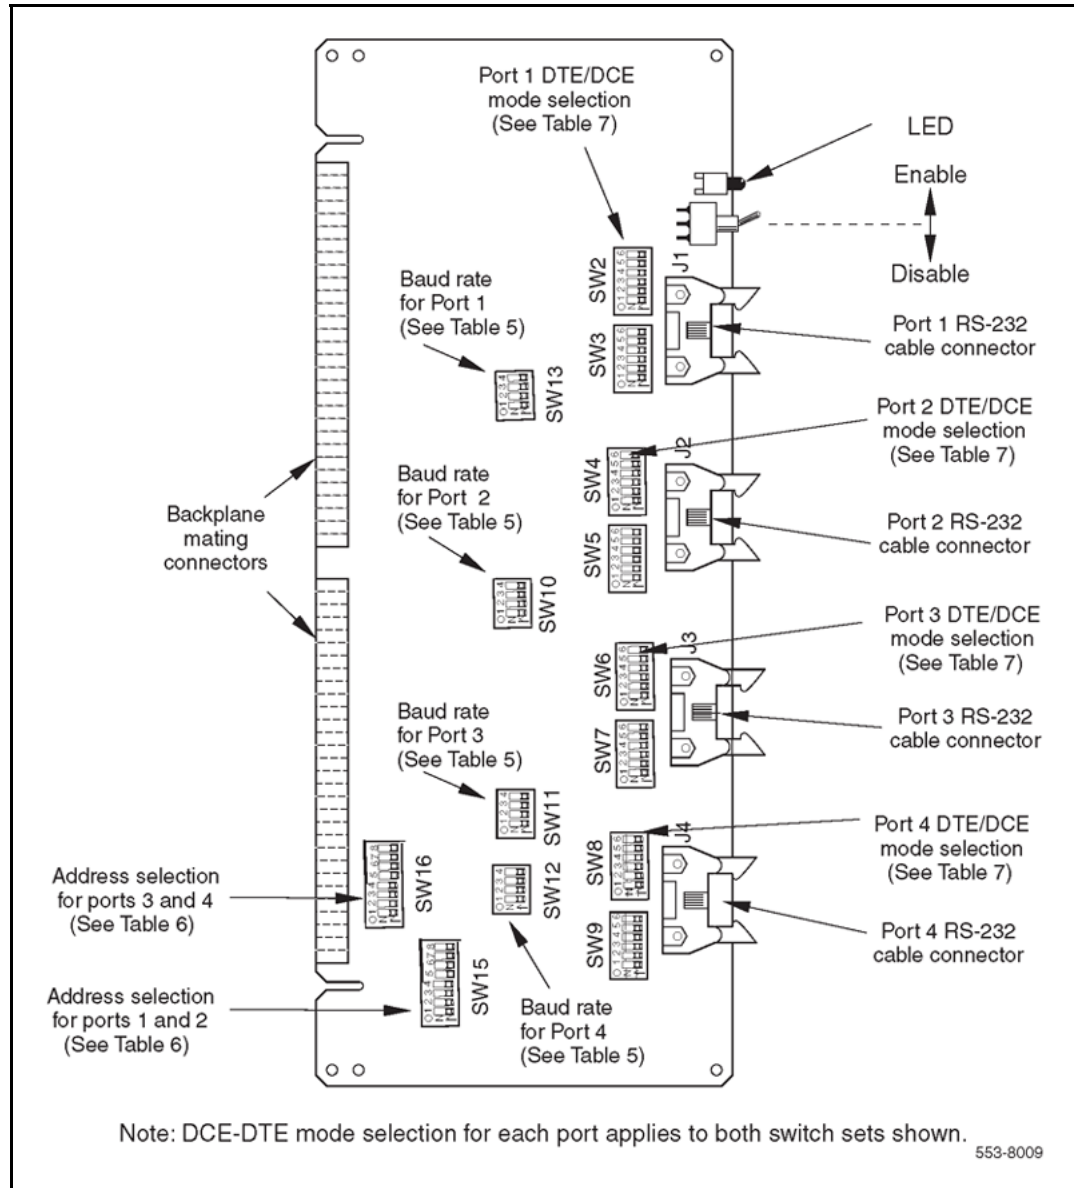 Port 1 DTE/DCE
mode selection
(See Table 7)
LED
Enable
Disable
Baud rate
for Port 1
(See Table 5)
SW2
J1
SW3
SW13
Port 1 RS-232
cable connector
Port 2 DTE/DCE
mode selection
(See Table 7)
Baud rate
for Port 2
(See Table 5)
SW4
J2
SW5
SW10
Port 2 RS-232
cable connector
Backplane
mating
connectors
Port 3 DTE/DCE
mode selection
(See Table 7)
Baud rate
for Port 3
(See Table 5)
SW6
J3
SW7
SW11
Port 3 RS-232
cable connector
Port 4 DTE/DCE
mode selection
(See Table 7)
SW8
J4
SW9
SW12
SW16
Address selection
for ports 3 and 4
(See Table 6)
Port 4 RS-232
cable connector
SW15
Address selection
for ports 1 and 2
(See Table 6)
Baud rate
for Port 4
(See Table 5)
Note: DCE-DTE mode selection for each port applies to both switch sets shown.
553-8009